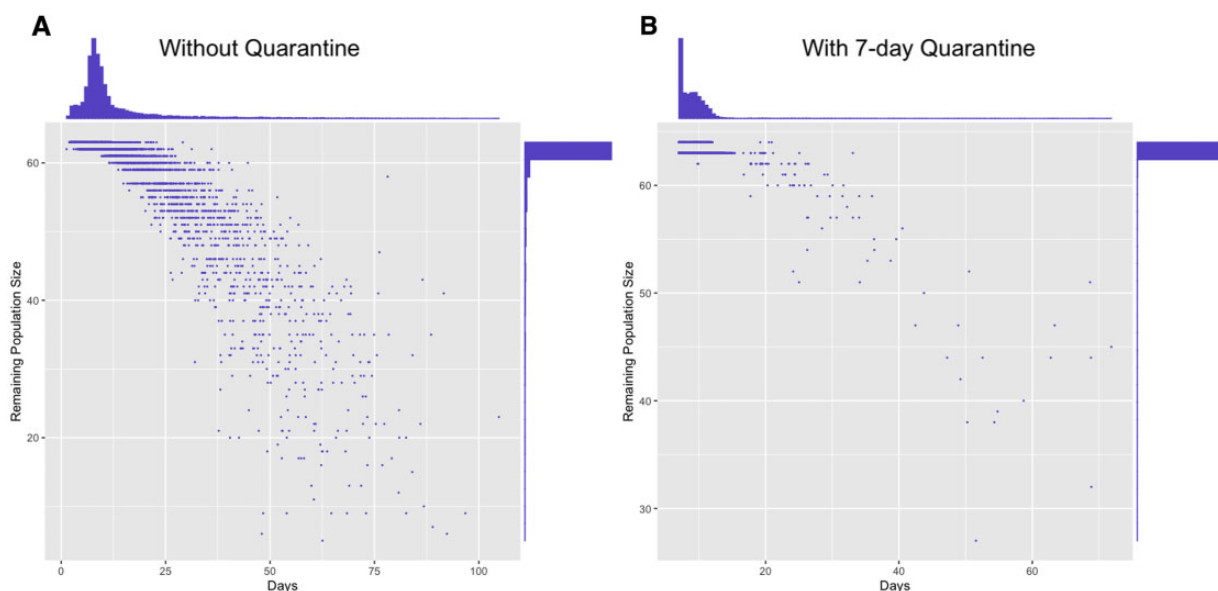 A
Without Quarantine
60
40
20
Remaining Population Size
0
25
50
75
100
Days
B
With 7-day Quarantine
60
50
40
30
Remaining Population Size
20
40
60
Days